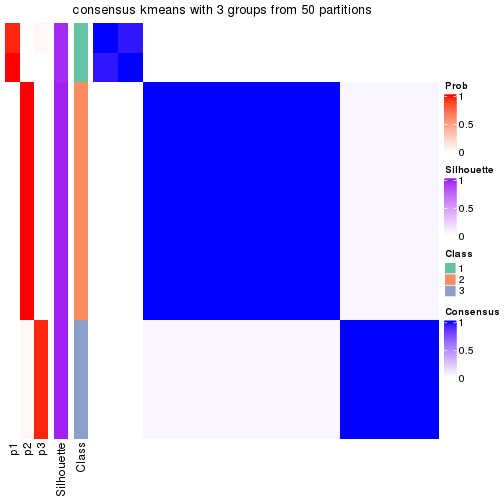 consensus kmeans with 3 groups from 50 partitions
Prob
1
0.5
0
Silhouette
1
0.5
0
Class
1
2
3
Consensus
1
0.5
0
p1
p2
p3
Silhouette
Class